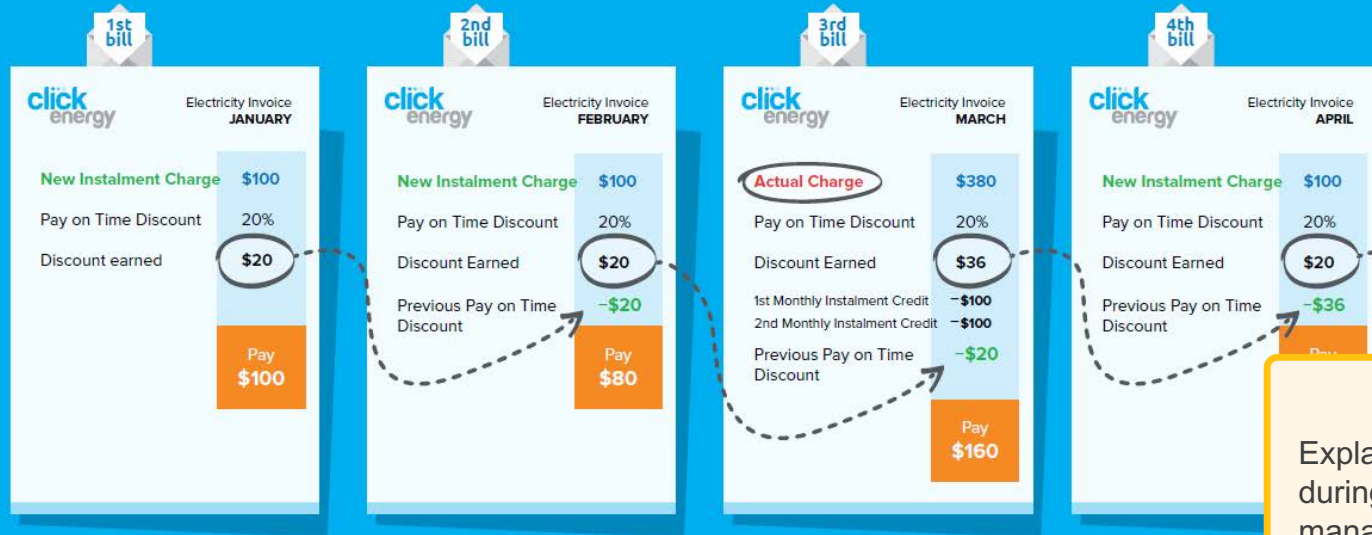 1st
bill
click
energy
Electricity Invoice
JANUARY
New Instalment Charge $100
Pay on Time Discount 20%
Discount earned $20
Pay
$100
2nd
bill
click
energy
Electricity Invoice
FEBRUARY
New Instalment Charge $100
Pay on Time Discount 20%
Discount Earned $20
Previous Pay on Time −$20
Discount
Pay
$80
3rd
bill
click
energy
Electricity Invoice
MARCH
Actual Charge $380
Pay on Time Discount 20%
Discount Earned $36
1st Monthly Instalment Credit −$100
2nd Monthly Instalment Credit −$100
Previous Pay on Time −$20
Discount
Pay
$160
4th
bill
click
energy
Electricity Invoice
APRIL
New Instalment Charge $100
Pay on Time Discount 20%
Discount Earned $20
Previous Pay on Time −$36
Discount
Pay